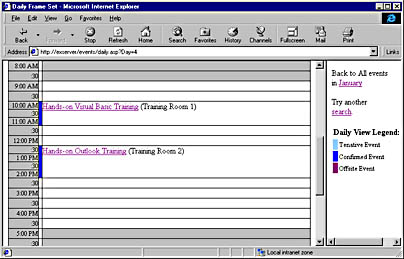 Daily Frame Set - Microsoft Internet Explorer
File Edit View Go Favorites Help
Back Forward Stop Refresh Home Search Favorites History Channels Fullscreen Mail Print
Address http://exserver/events/daily.asp?Day=4 Links
8:00 AM
:30
9:00 AM
:30
10:00 AM Hands-on Visual Basic Training (Training Room 1)
:30
11:00 AM
:30
12:00 PM
:30 Hands-on Outlook Training (Training Room 2)
1:00 PM
:30
2:00 PM
:30
3:00 PM
:30
4:00 PM
:30
5:00 PM
:30
Back to All events
in January
Try another
search.
Daily View Legend:
Tenative Event
Confirmed Event
Offsite Event
Local intranet zone